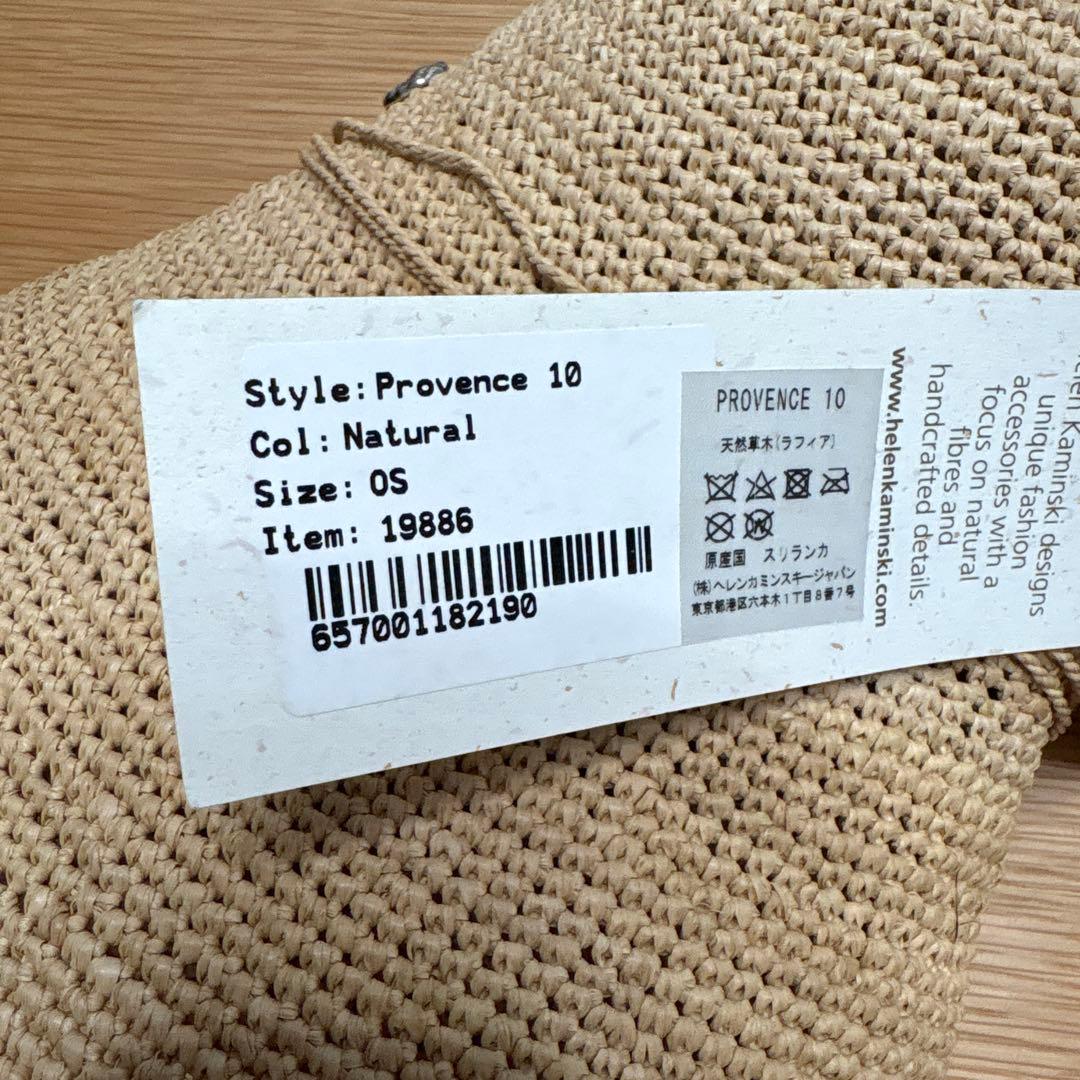 Style: Provence 10
Col: Natural
Size: OS
Item: 19886
657001182190
PROVENCE 10
天然草木(ラフィア)
原産国 スリランカ
(株)ヘレンカミンスキージャパン
東京都港区六本木1丁目8番7号
Kaminski designs
unique fashion
accessories with a
focus on natural
fibres and
handcrafted details.
www.helenkaminski.com